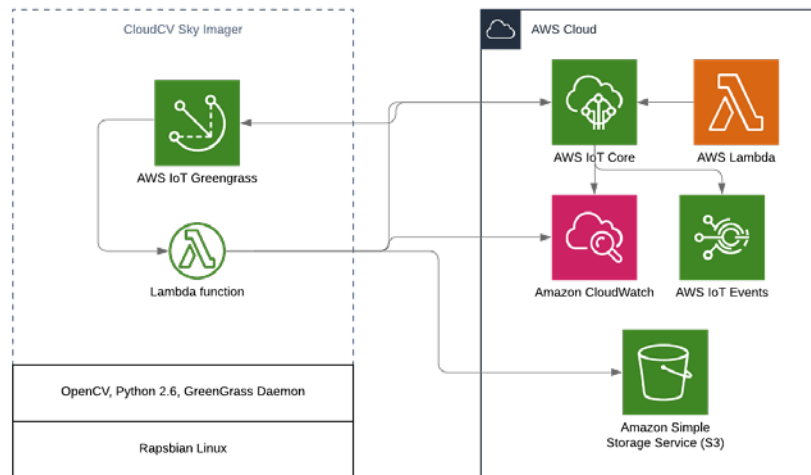 CloudCV Sky Imager
AWS IoT Greengrass
Lambda function
OpenCV, Python 2.6, GreenGrass Daemon
Rapsbian Linux
AWS Cloud
AWS IoT Core
AWS Lambda
Amazon CloudWatch
AWS IoT Events
Amazon Simple
Storage Service (S3)